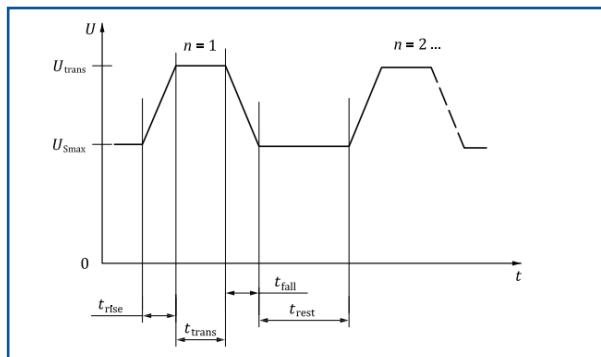 U
n = 1
n = 2 ...
U_trans
U_Smax
0
t
t_fall
t_rise
t_rest
t_trans